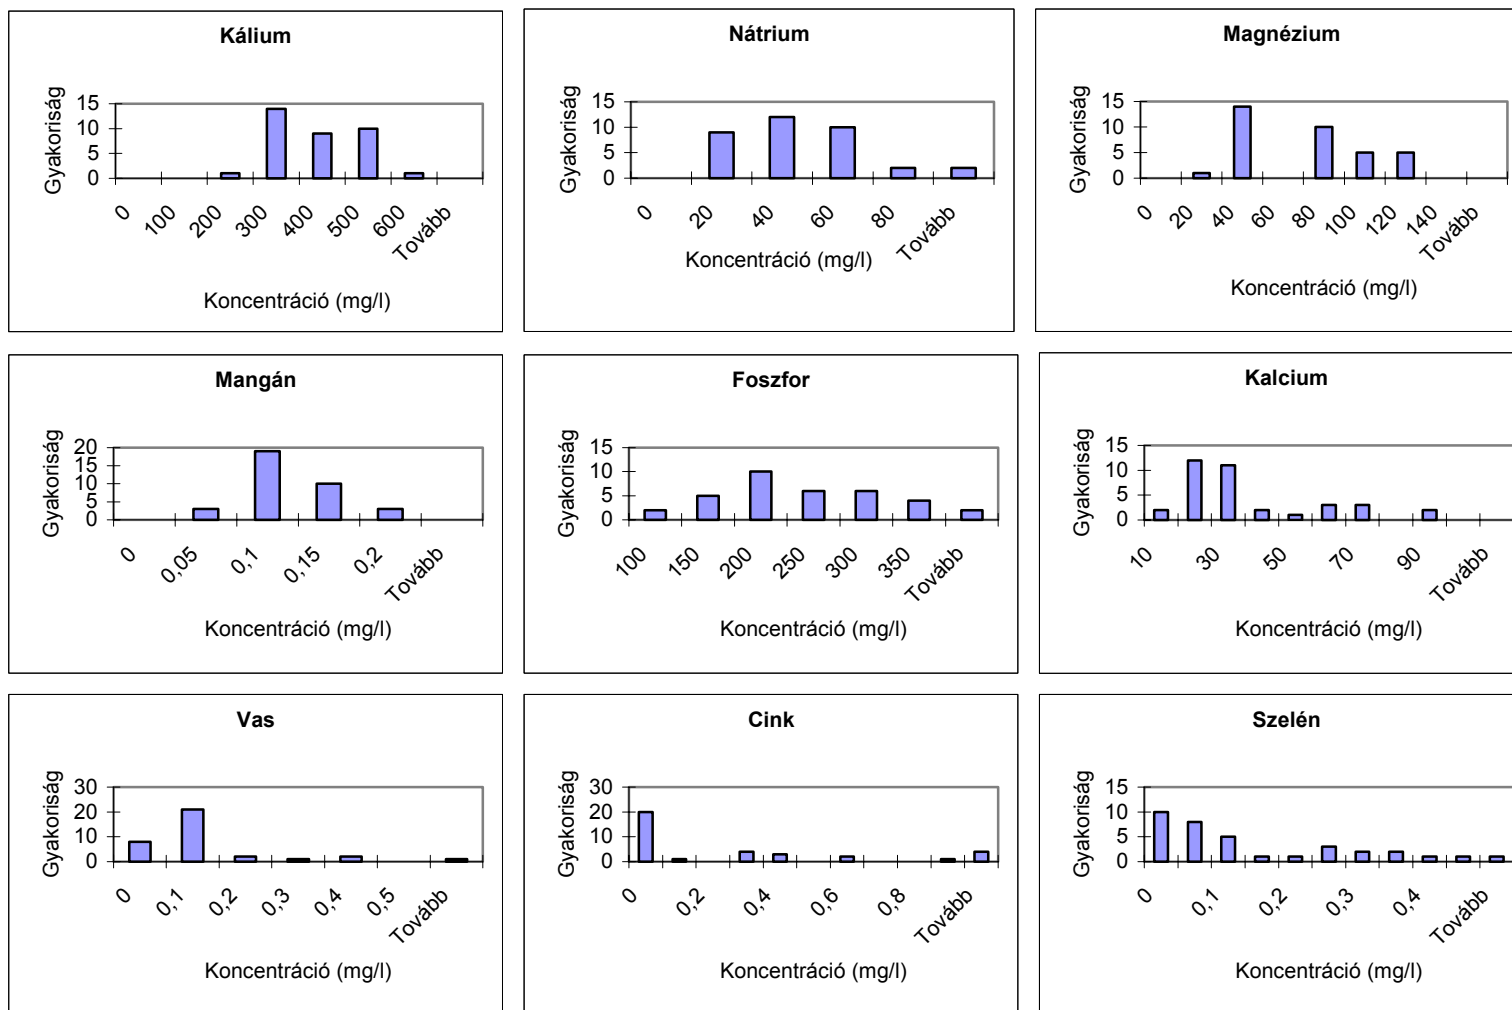 Kálium
Gyakoriság
15
10
5
0
0 100 200 300 400 500 600 Tovább
Koncentráció (mg/l)
Nátrium
Gyakoriság
15
10
5
0
0 20 40 60 80 Tovább
Koncentráció (mg/l)
Magnézium
Gyakoriság
15
10
5
0
0 20 40 60 80 100 120 140 Tovább
Koncentráció (mg/l)
Mangán
Gyakoriság
20
15
10
5
0
0 0,05 0,1 0,15 0,2 Tovább
Koncentráció (mg/l)
Foszfor
Gyakoriság
15
10
5
0
100 150 200 250 300 350 Tovább
Koncentráció (mg/l)
Kalcium
Gyakoriság
15
10
5
0
10 30 50 70 90 Tovább
Koncentráció (mg/l)
Vas
Gyakoriság
30
20
10
0
0 0,1 0,2 0,3 0,4 0,5 Tovább
Koncentráció (mg/l)
Cink
Gyakoriság
30
20
10
0
0 0,2 0,4 0,6 0,8 Tovább
Koncentráció (mg/l)
Szelén
Gyakoriság
15
10
5
0
0 0,1 0,2 0,3 0,4 Tovább
Koncentráció (mg/l)